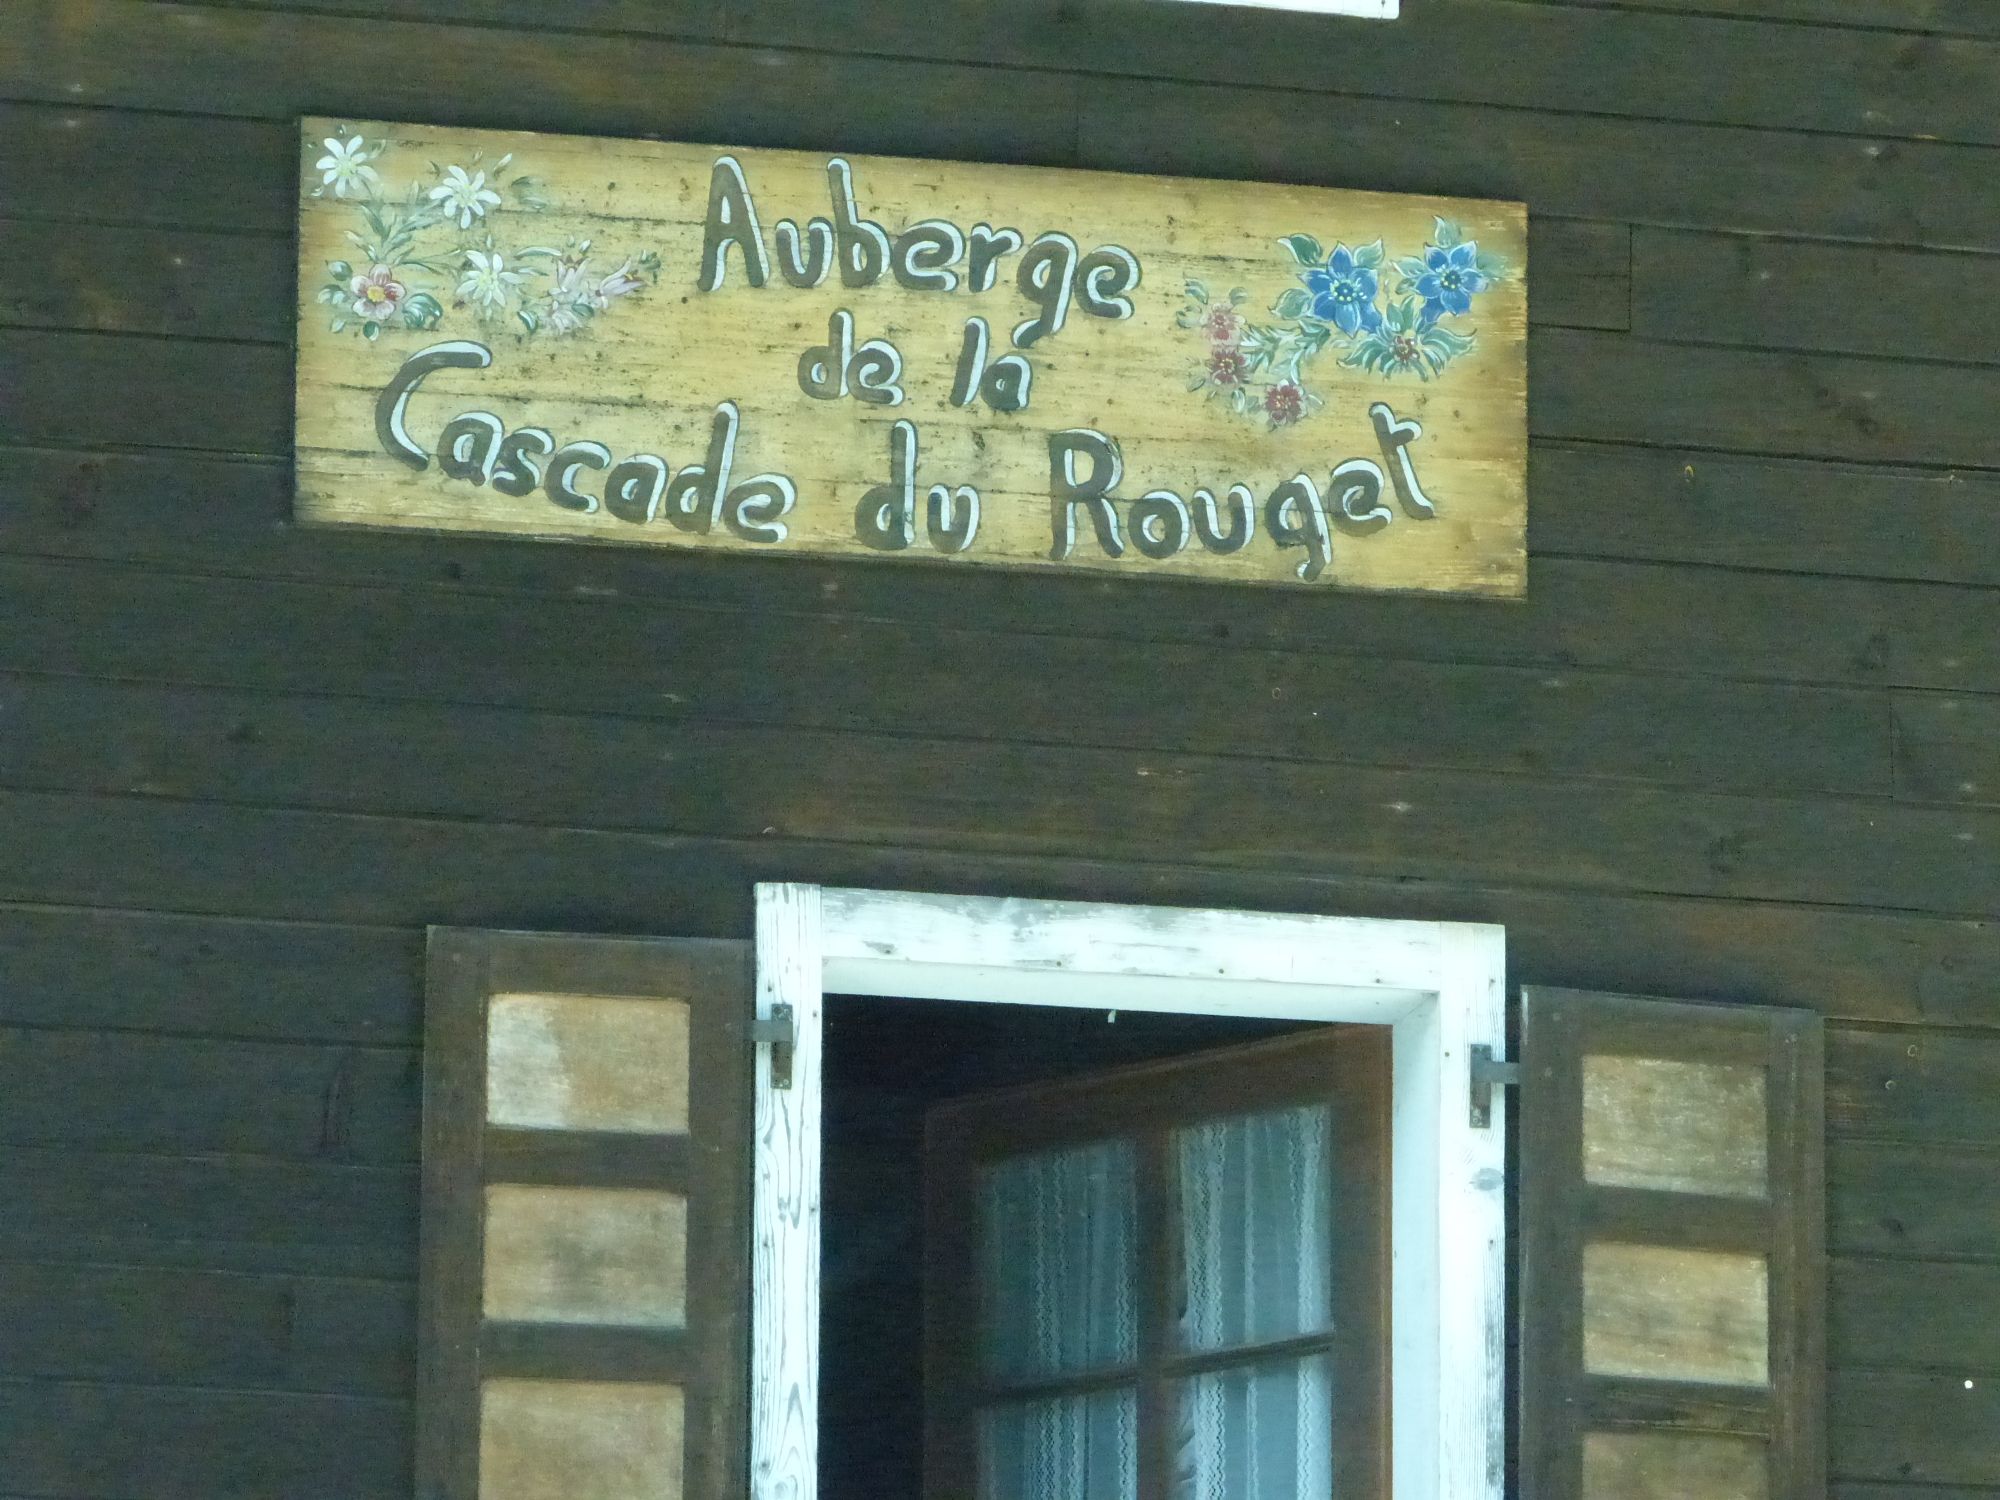 Auberge
de la
Cascade du Rouget